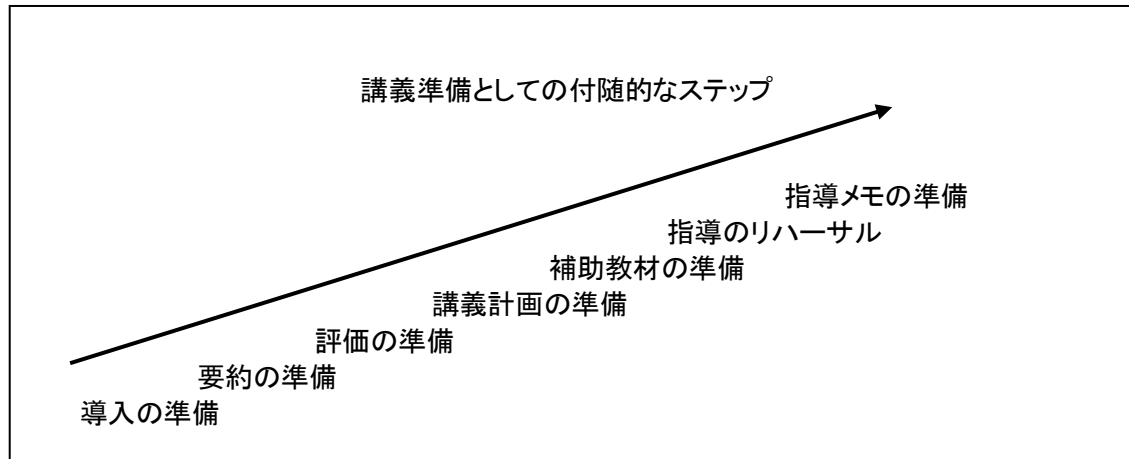 講義準備としての付随的なステップ
指導メモの準備
指導のリハーサル
補助教材の準備
講義計画の準備
評価の準備
要約の準備
導入の準備